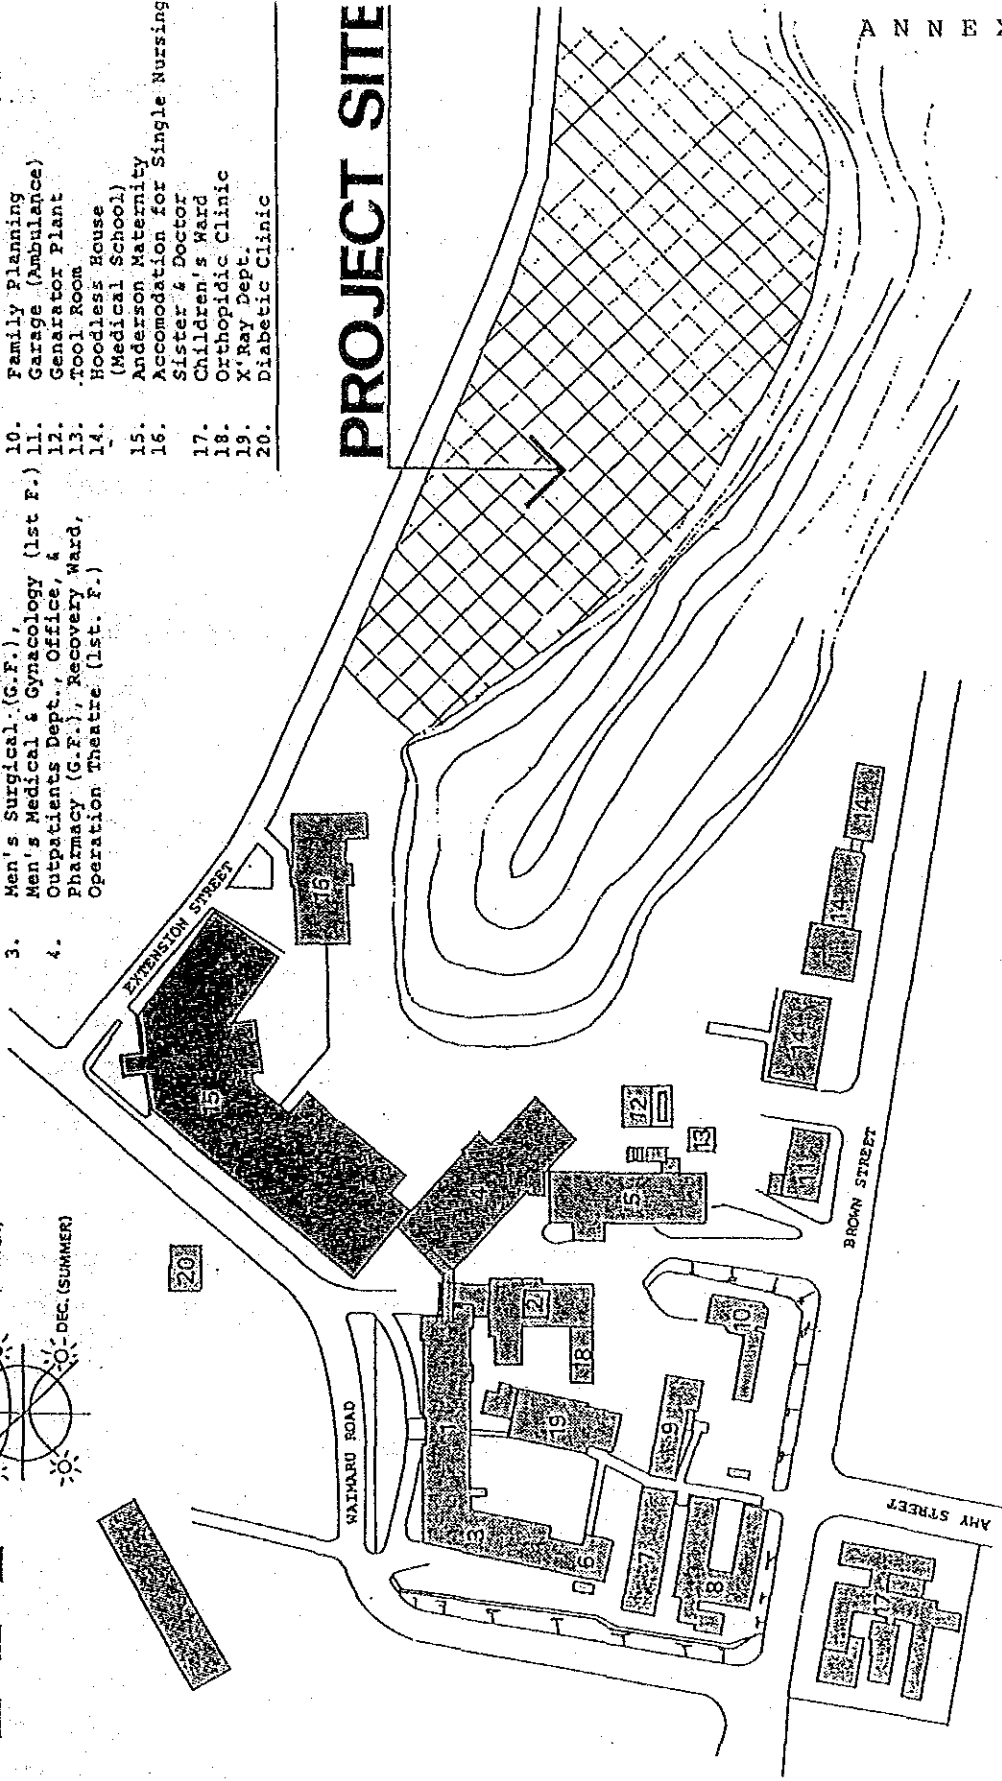 3. Men's Surgical (G.F.),
Men's Medical & Gynacology (1st F.)
4. Outpatients Dept., Office, &
Pharmacy (G.F.), Recovery Ward,
Operation Theatre (1st. F.)
10. Family Planning
11. Garage (Ambulance)
12. Genarator Plant
13. Tool Room
14. Hoodless House
(Medical School)
15. Anderson Maternity
16. Accomodation for Single Nursing
Sister & Doctor
17. Children's Ward
18. Orthopidic Clinic
19. X'Ray Dept.
20. Diabetic Clinic
PROJECT SITE
ANNEX
DEC. (SUMMER)
EXTENSION STREET
WAIMARU ROAD
BROWN STREET
AMY STREET
20
15
16
4
5
12
13
14
14
14
11
10
1
2
18
19
3
6
9
7
8
17